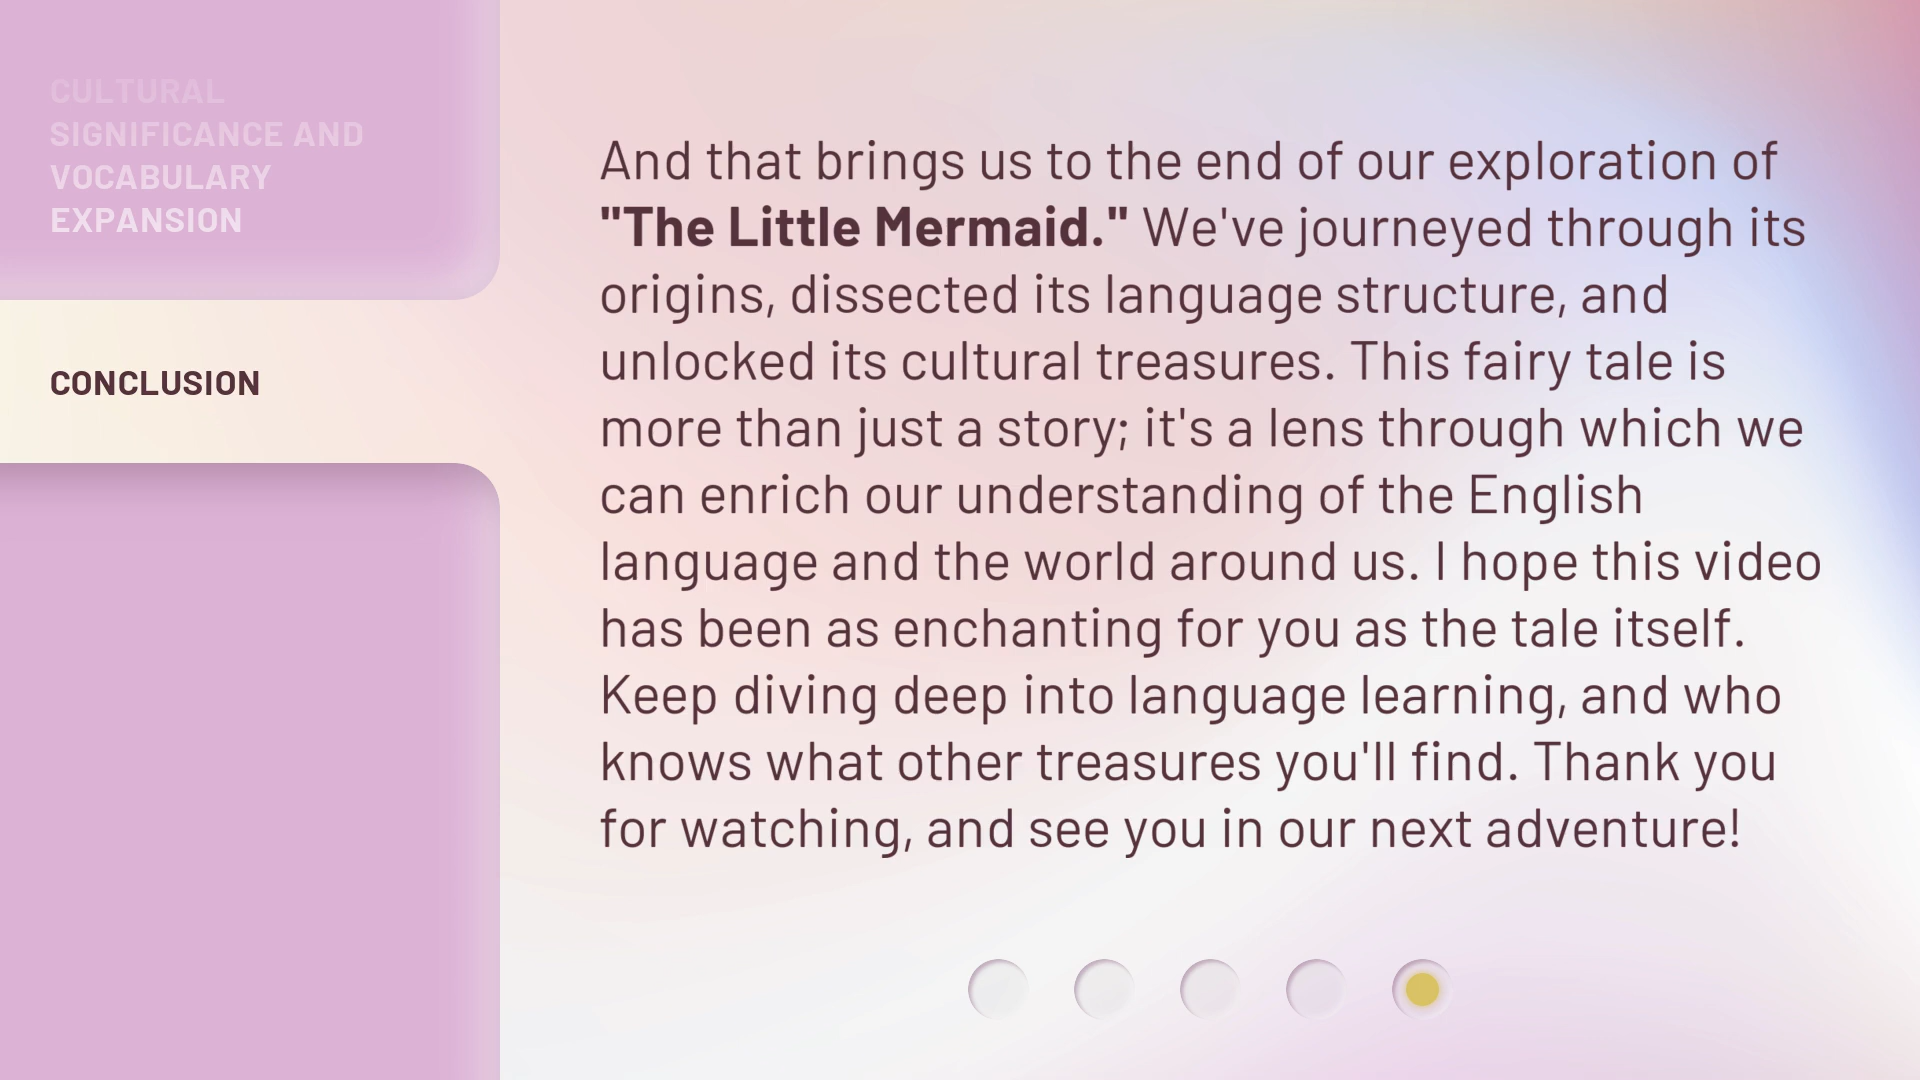 CULTURAL
SIGNIFICANCE AND
VOCABULARY
EXPANSION
CONCLUSION
And that brings us to the end of our exploration of
"The Little Mermaid." We've journeyed through its
origins, dissected its language structure, and
unlocked its cultural treasures. This fairy tale is
more than just a story; it's a lens through which we
can enrich our understanding of the English
language and the world around us. I hope this video
has been as enchanting for you as the tale itself.
Keep diving deep into language learning, and who
knows what other treasures you'll find. Thank you
for watching, and see you in our next adventure!